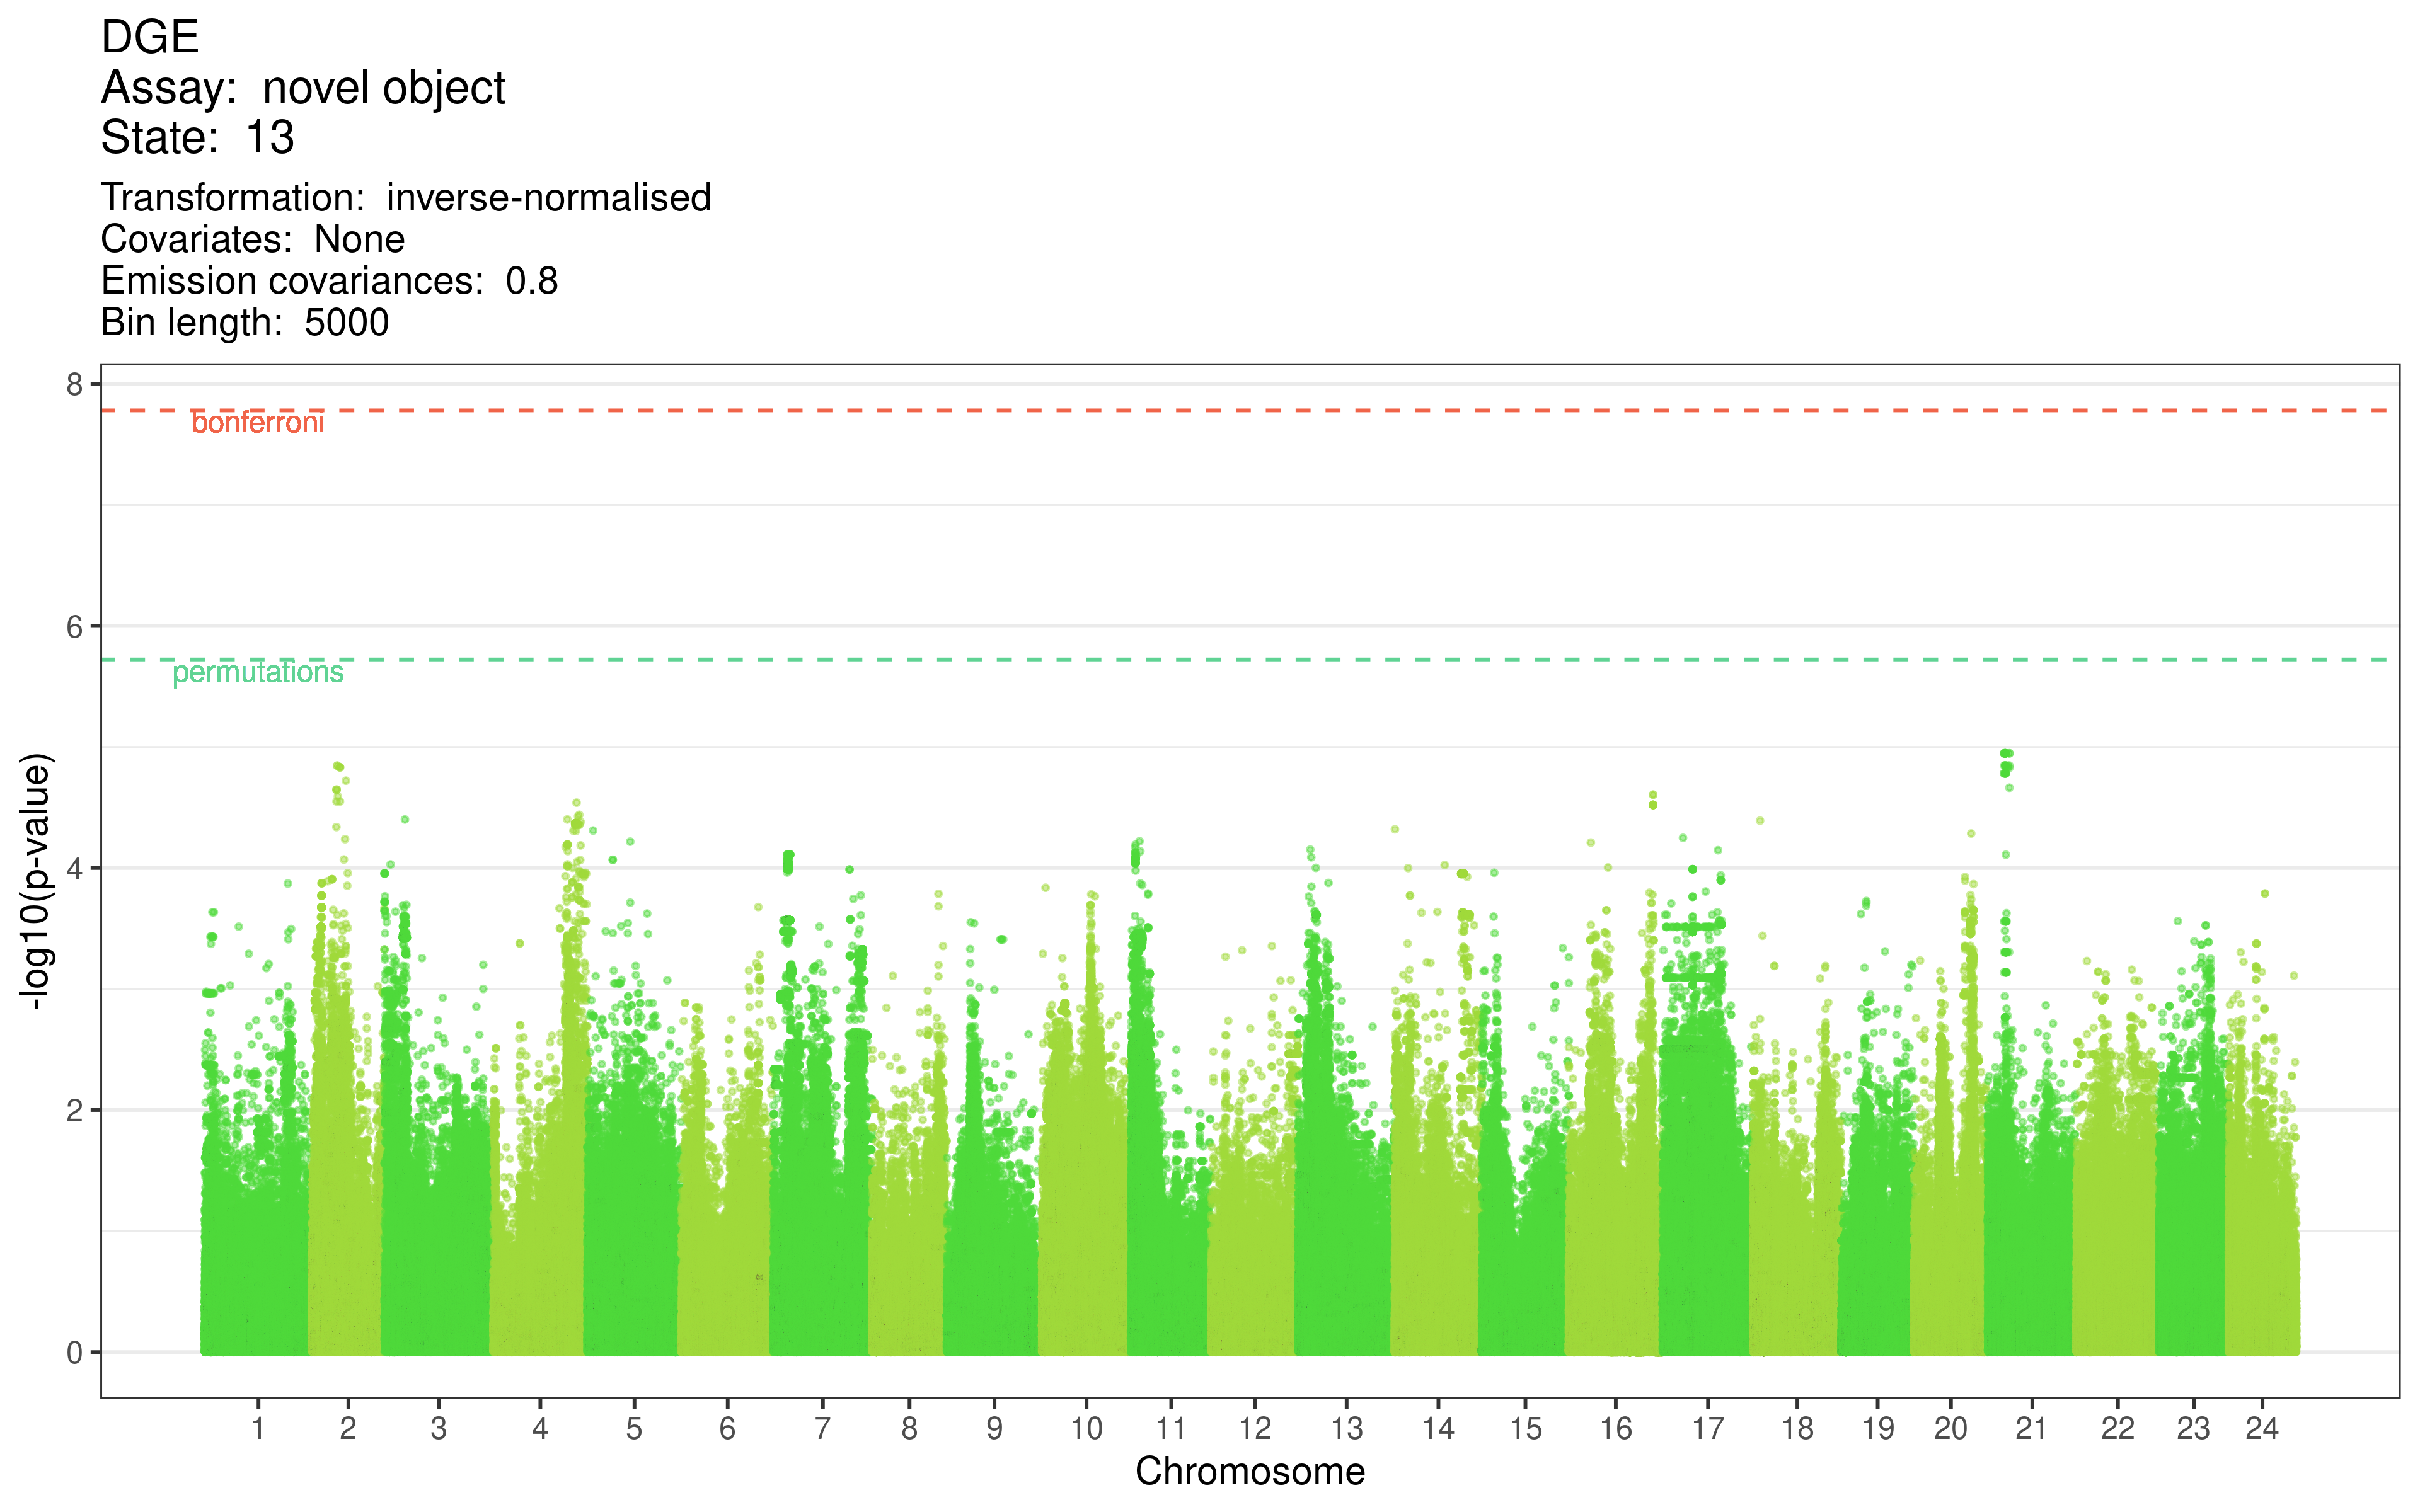 DGE
Assay:  novel object
State:  13
Transformation:  inverse-normalised
Covariates:  None
Emission covariances:  0.8
Bin length:  5000
8
bonferroni
6
permutations
-log10(p-value)
4
2
0
1 2 3 4 5 6 7 8 9 10 11 12 13 14 15 16 17 18 19 20 21 22 23 24
Chromosome